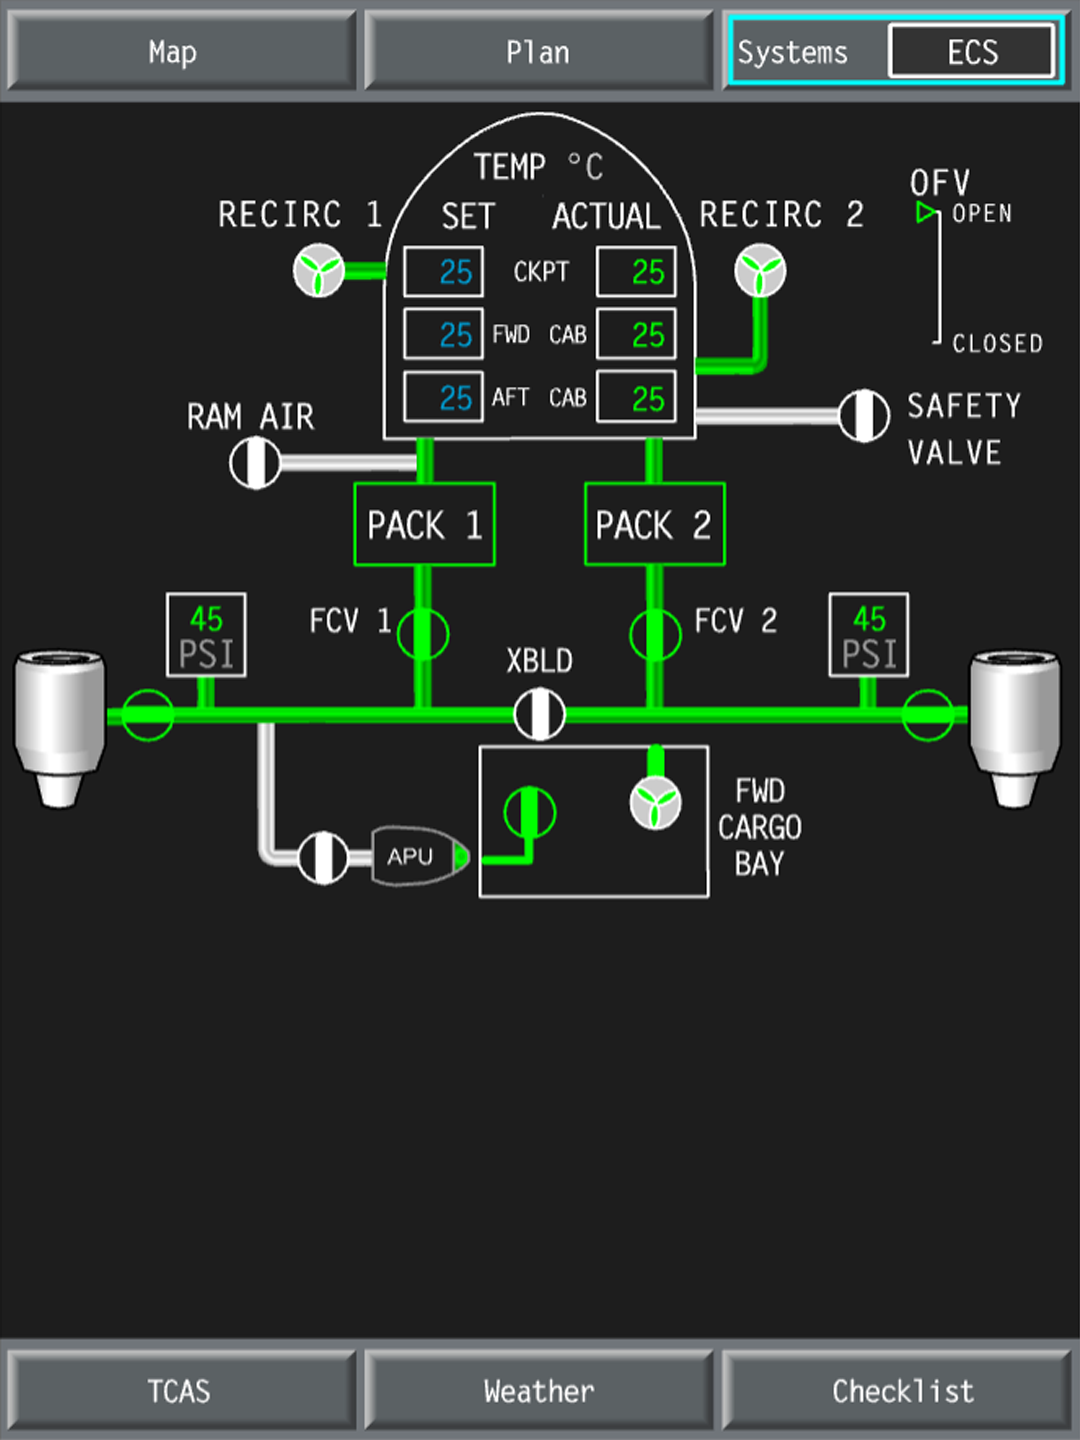 Map
Plan
Systems
ECS
TEMP °C
OFV
RECIRC 1
SET
ACTUAL
RECIRC 2
OPEN
25
CKPT
25
25
FWD CAB
25
CLOSED
25
AFT CAB
25
RAM AIR
SAFETY
VALVE
PACK 1
PACK 2
45
PSI
FCV 1
FCV 2
45
PSI
XBLD
FWD
CARGO
BAY
APU
TCAS
Weather
Checklist